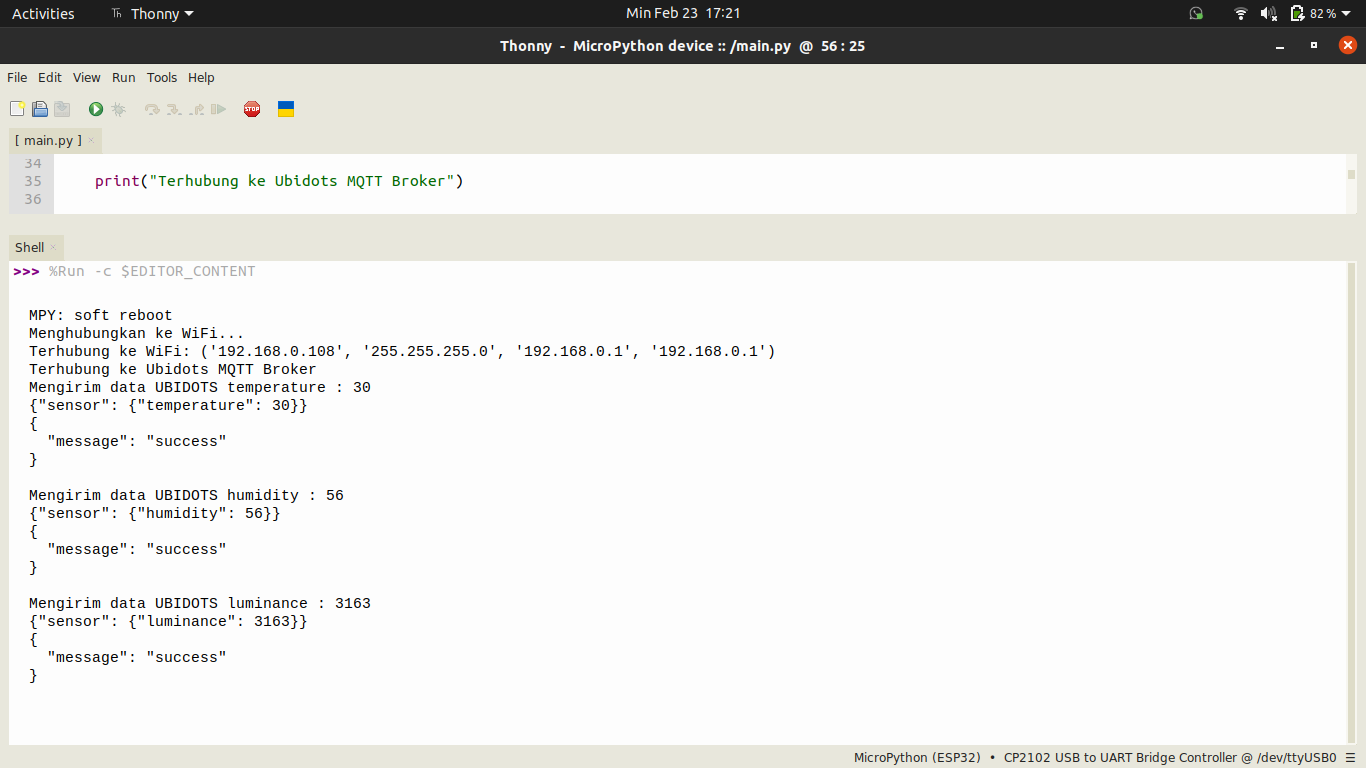 Activities
Thonny
Min Feb 23 17:21
82 %
Thonny - MicroPython device :: /main.py @ 56 : 25
File Edit View Run Tools Help
STOP
[ main.py ]
34
35 print("Terhubung ke Ubidots MQTT Broker")
36
Shell
>>> %Run -c $EDITOR_CONTENT
MPY: soft reboot
Menghubungkan ke WiFi...
Terhubung ke WiFi: ('192.168.0.108', '255.255.255.0', '192.168.0.1', '192.168.0.1')
Terhubung ke Ubidots MQTT Broker
Mengirim data UBIDOTS temperature : 30
{"sensor": {"temperature": 30}}
{
"message": "success"
}
Mengirim data UBIDOTS humidity : 56
{"sensor": {"humidity": 56}}
{
"message": "success"
}
Mengirim data UBIDOTS luminance : 3163
{"sensor": {"luminance": 3163}}
{
"message": "success"
}
MicroPython (ESP32) • CP2102 USB to UART Bridge Controller @ /dev/ttyUSB0 ☰